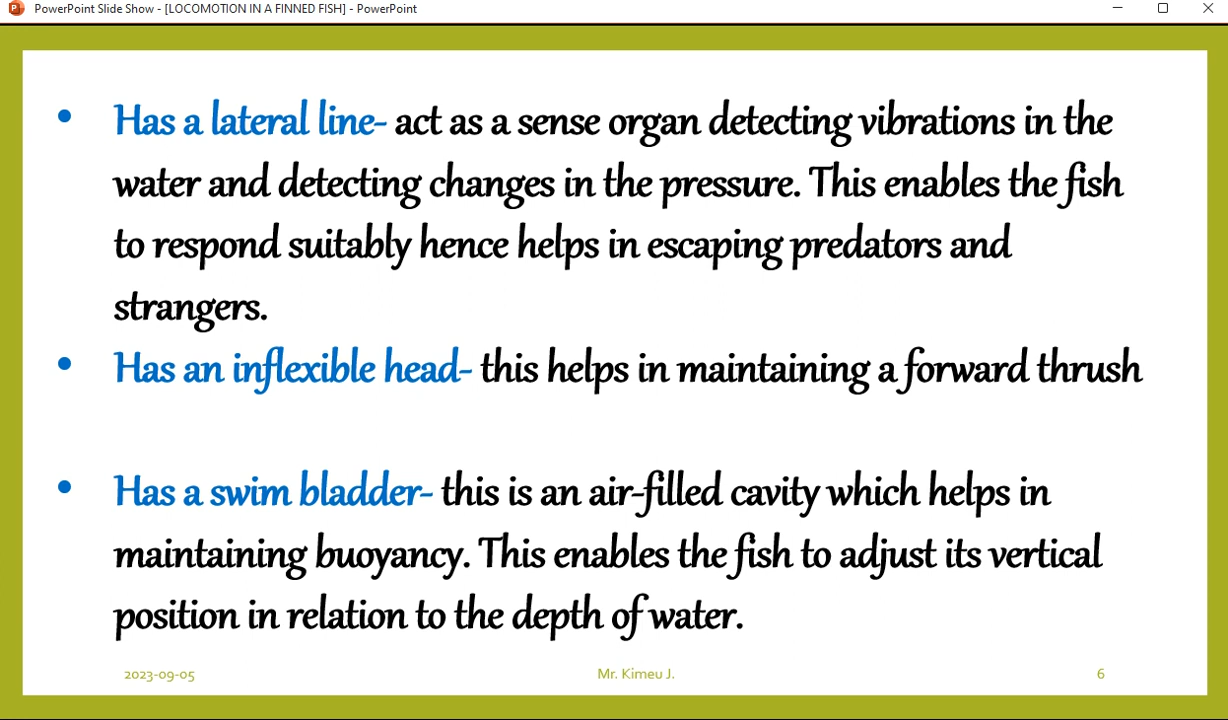 PowerPoint Slide Show - [LOCOMOTION IN A FINNED FISH] - PowerPoint
• Has a lateral line- act as a sense organ detecting vibrations in the
water and detecting changes in the pressure. This enables the fish
to respond suitably hence helps in escaping predators and
strangers.
• Has an inflexible head- this helps in maintaining a forward thrush
• Has a swim bladder- this is an air-filled cavity which helps in
maintaining buoyancy. This enables the fish to adjust its vertical
position in relation to the depth of water.
2023-09-05 Mr. Kimeu J. 6